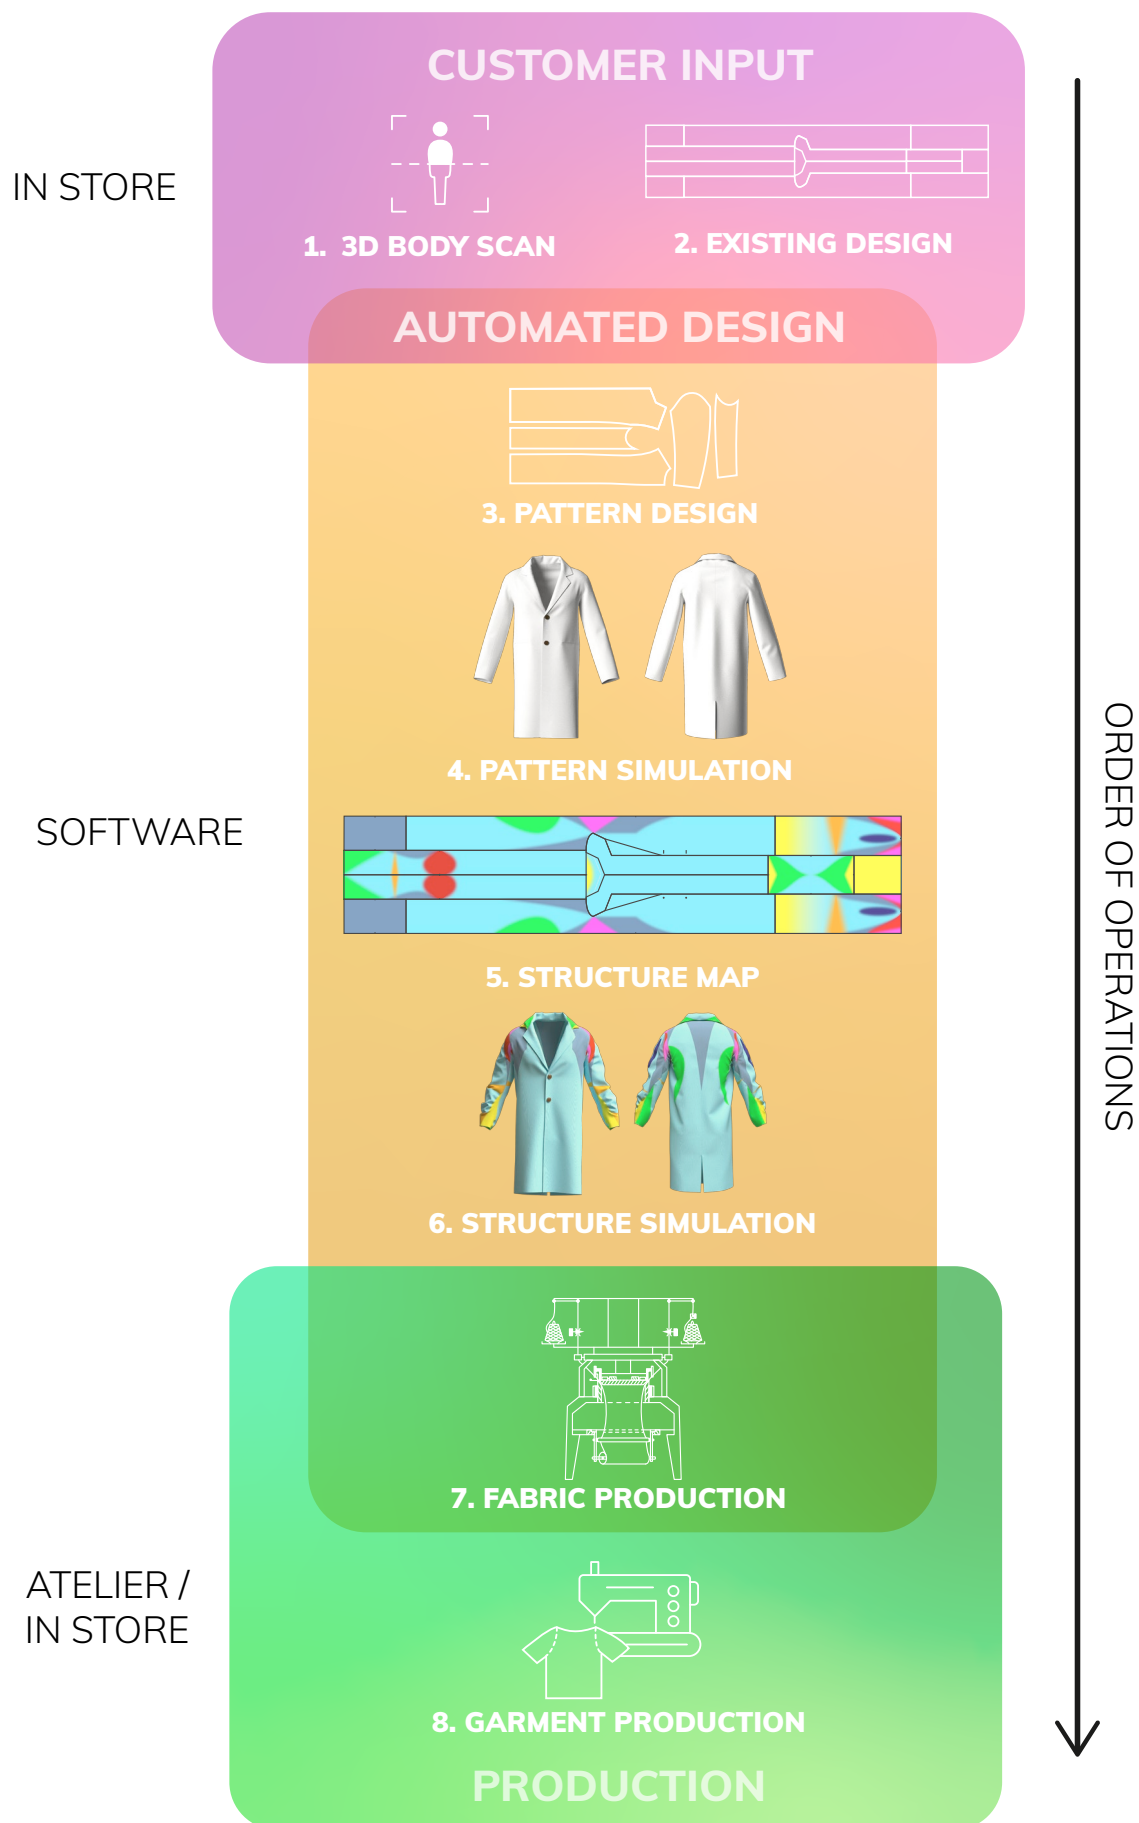 CUSTOMER INPUT
IN STORE
1. 3D BODY SCAN
2. EXISTING DESIGN
AUTOMATED DESIGN
3. PATTERN DESIGN
4. PATTERN SIMULATION
SOFTWARE
5. STRUCTURE MAP
6. STRUCTURE SIMULATION
ORDER OF OPERATIONS
7. FABRIC PRODUCTION
ATELIER /
IN STORE
8. GARMENT PRODUCTION
PRODUCTION